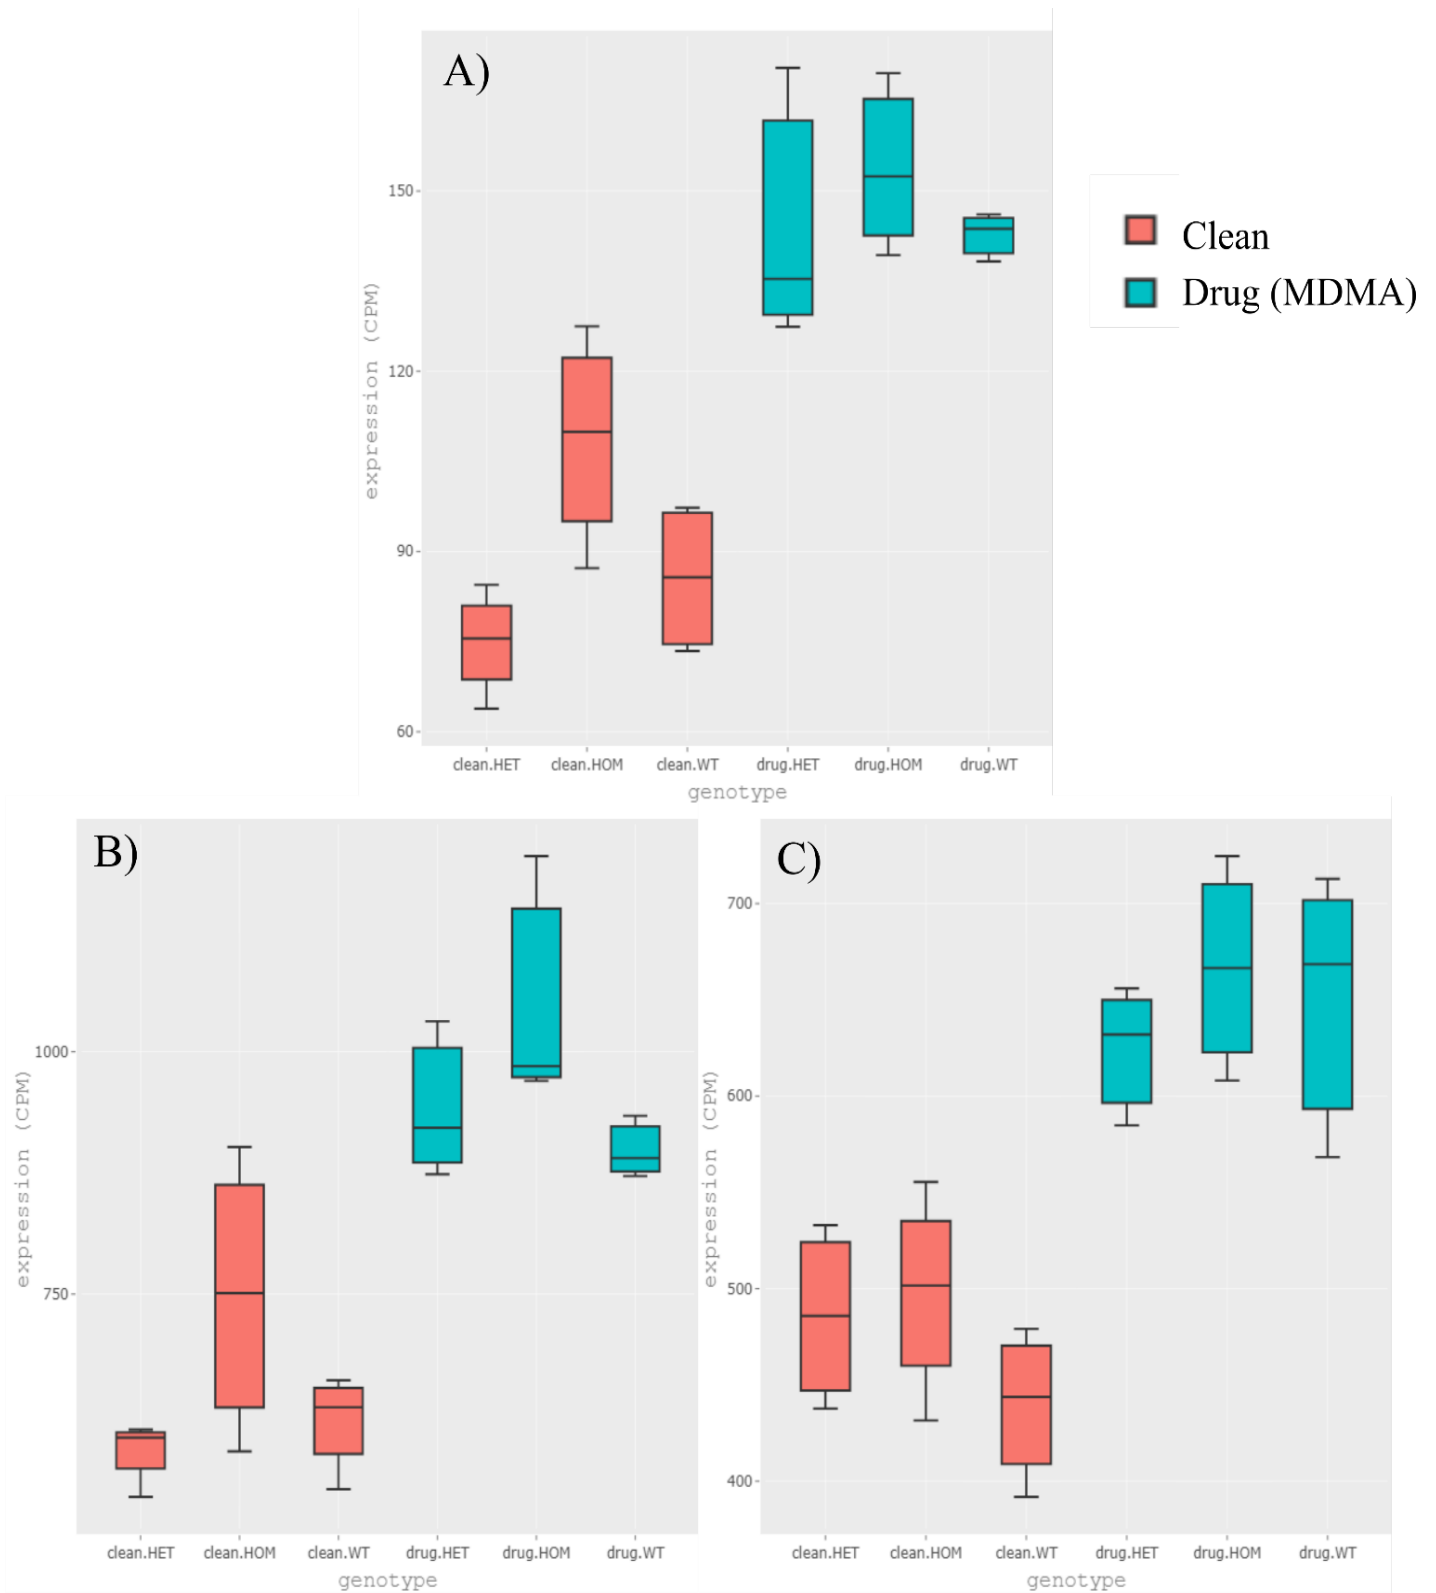 A)
150
120
90
60
expression (CPM)
clean.HET clean.HOM clean.WT drug.HET drug.HOM drug.WT
genotype
Clean
Drug (MDMA)
B)
1000
750
expression (CPM)
clean.HET clean.HOM clean.WT drug.HET drug.HOM drug.WT
genotype
C)
700
600
500
400
expression (CPM)
clean.HET clean.HOM clean.WT drug.HET drug.HOM drug.WT
genotype